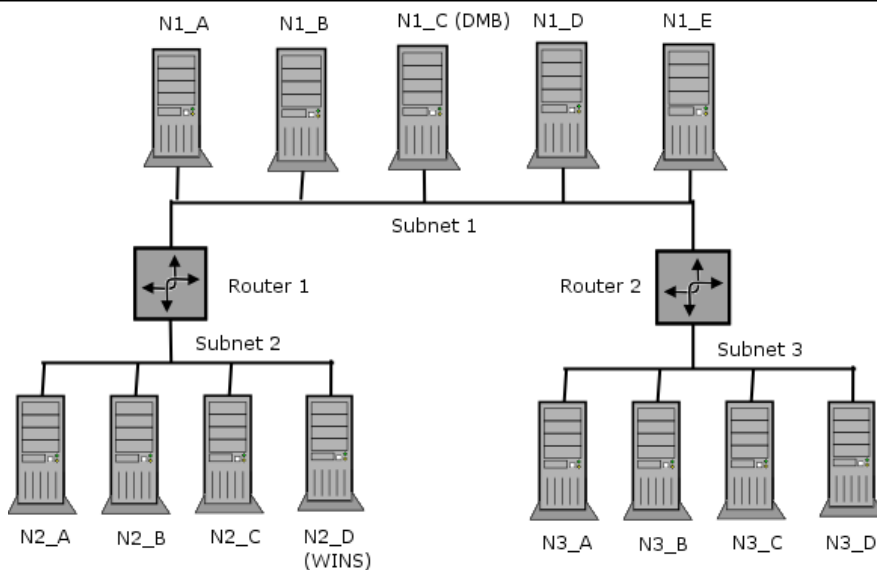 N1_A N1_B N1_C (DMB) N1_D N1_E
Subnet 1
Router 1 Router 2
Subnet 2 Subnet 3
N2_A N2_B N2_C N2_D (WINS) N3_A N3_B N3_C N3_D